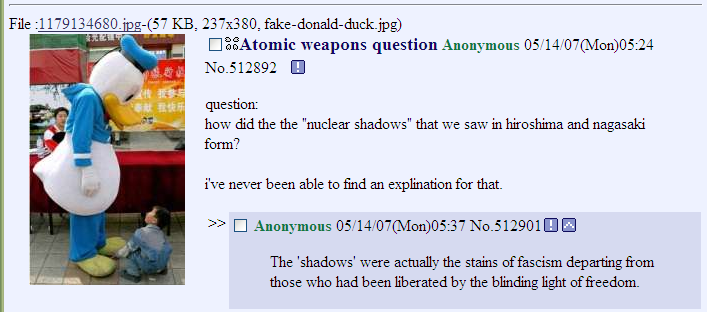 File :1179134680.jpg-(57 KB, 237x380, fake-donald-duck.jpg)
Atomic weapons question Anonymous 05/14/07(Mon)05:24
No.512892
question:
how did the the "nuclear shadows" that we saw in hiroshima and nagasaki
form?
i've never been able to find an explination for that.
>> Anonymous 05/14/07(Mon)05:37 No.512901
The 'shadows' were actually the stains of fascism departing from
those who had been liberated by the blinding light of freedom.